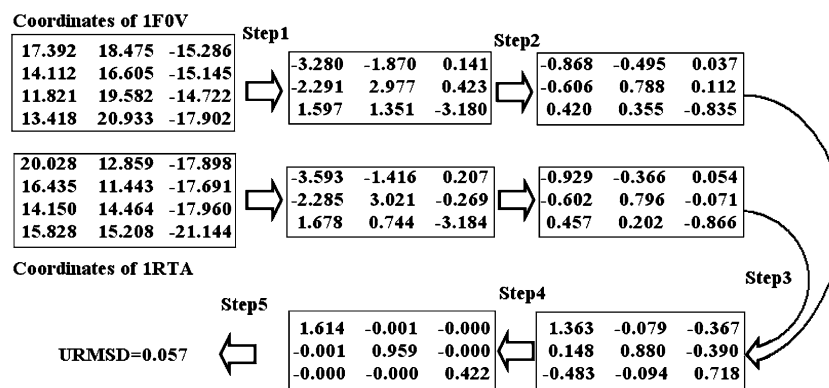 Coordinates of 1F0V
Step1
Step2
17.392 18.475 -15.286
14.112 16.605 -15.145
11.821 19.582 -14.722
13.418 20.933 -17.902
-3.280 -1.870 0.141
-2.291 2.977 0.423
1.597 1.351 -3.180
-0.868 -0.495 0.037
-0.606 0.788 0.112
0.420 0.355 -0.835
20.028 12.859 -17.898
16.435 11.443 -17.691
14.150 14.464 -17.960
15.828 15.208 -21.144
-3.593 -1.416 0.207
-2.285 3.021 -0.269
1.678 0.744 -3.184
-0.929 -0.366 0.054
-0.602 0.796 -0.071
0.457 0.202 -0.866
Coordinates of 1RTA
Step3
Step4
Step5
1.363 -0.079 -0.367
0.148 0.880 -0.390
-0.483 -0.094 0.718
1.614 -0.001 -0.000
-0.001 0.959 -0.000
-0.000 -0.000 0.422
URMSD=0.057